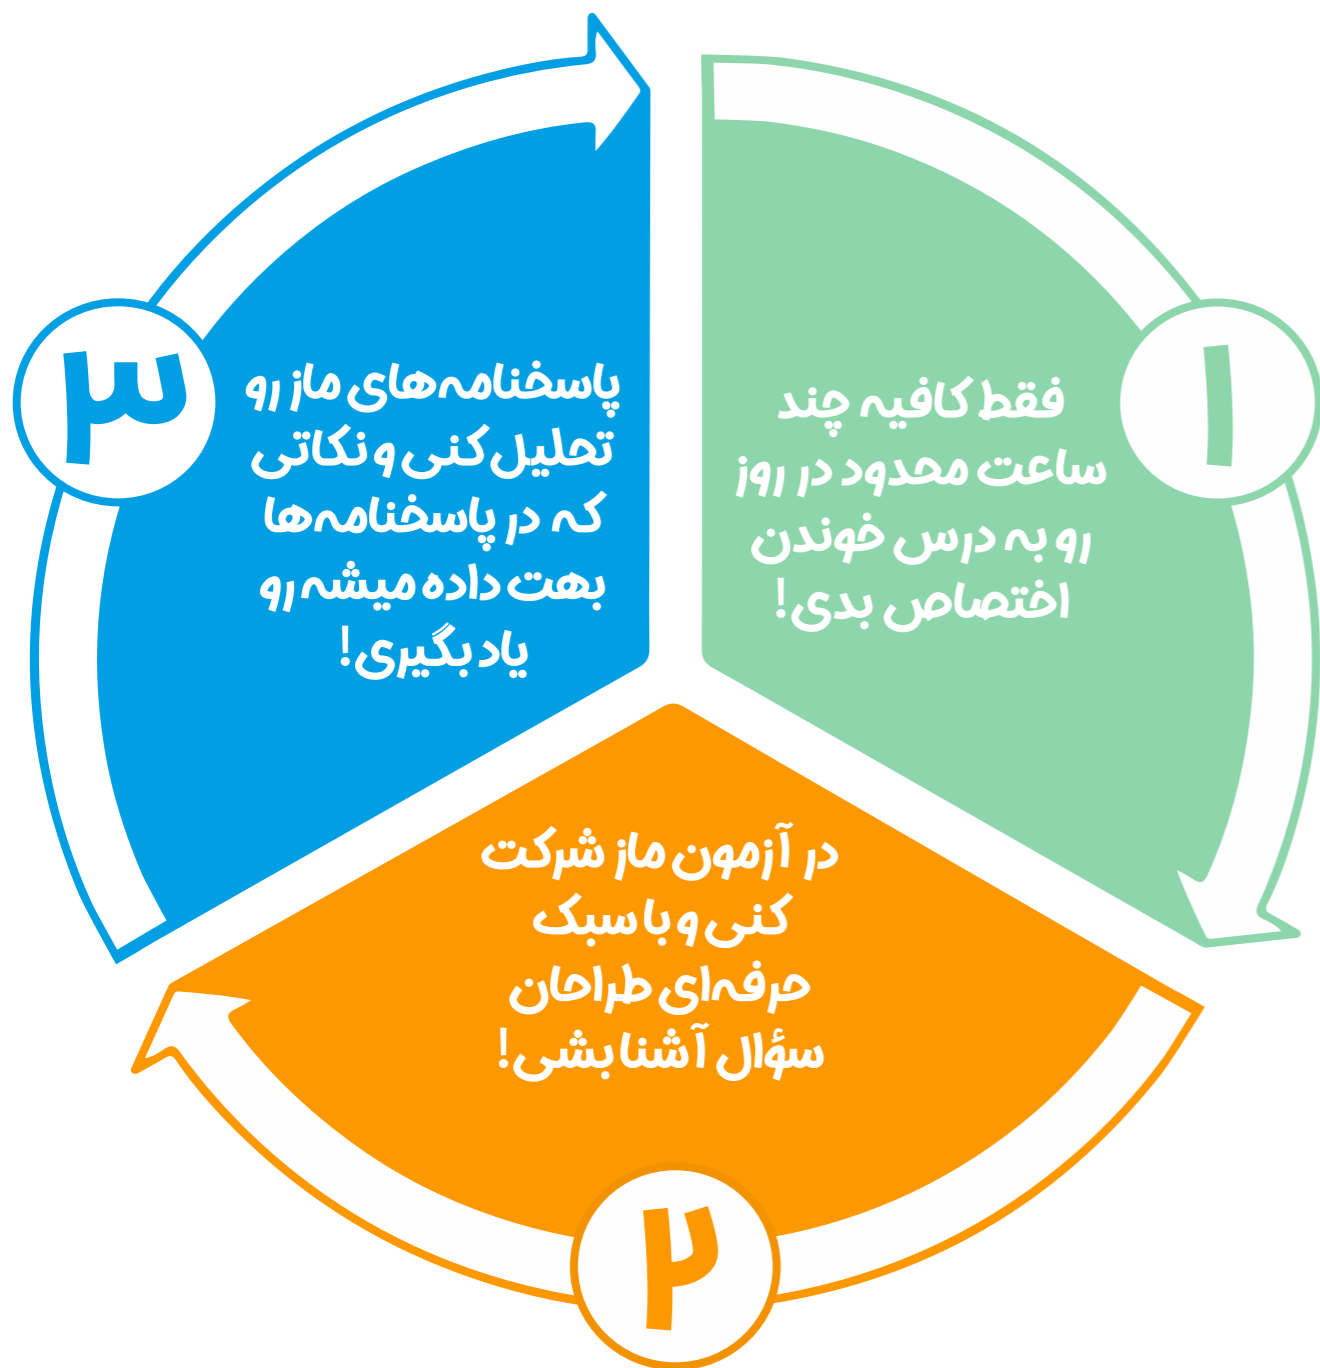 ۱
فقط کافیه چند
ساعت محدود در روز
رو به درس خوندن
اختصاص بدی!
۲
در آزمون ماز شرکت
کنی و با سبک
حرفه‌ای طراحان
سؤال آشنا بشی!
۳
پاسخنامه‌های ماز رو
تحلیل کنی و نکاتی
که در پاسخنامه‌ها
بهت داده میشه رو
یاد بگیری!